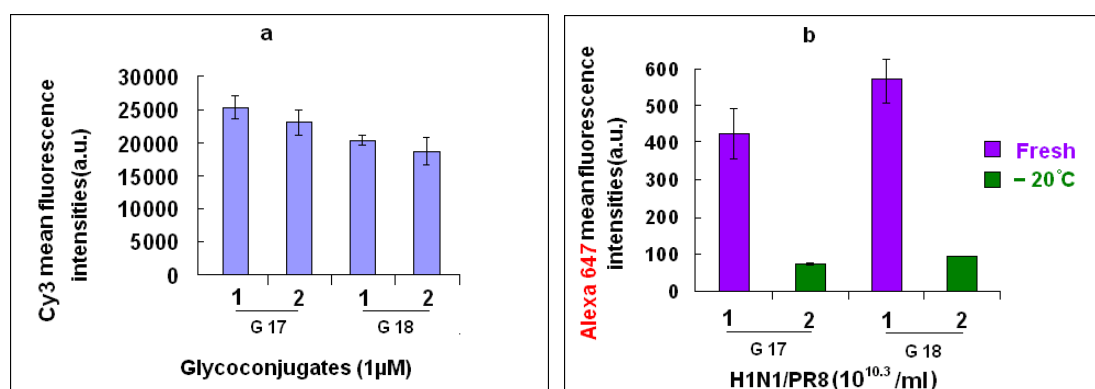 a
Cy3 mean fluorescence
intensities(a.u.)
30000
25000
20000
15000
10000
5000
0
1 2 1 2
G 17 G 18
Glycoconjugates (1µM)
b
Alexa 647 mean fluorescence
intensities(a.u.)
600
500
400
300
200
100
0
Fresh
– 20°C
1 2 1 2
G 17 G 18
H1N1/PR8 (10^10.3 /ml)